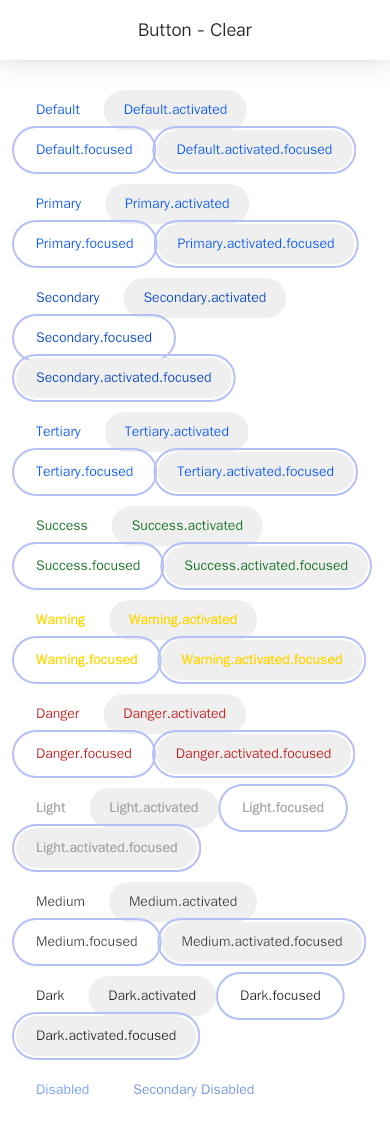 Button - Clear
Default Default.activated
Default.focused Default.activated.focused
Primary Primary.activated
Primary.focused Primary.activated.focused
Secondary Secondary.activated
Secondary.focused
Secondary.activated.focused
Tertiary Tertiary.activated
Tertiary.focused Tertiary.activated.focused
Success Success.activated
Success.focused Success.activated.focused
Warning Warning.activated
Warning.focused Warning.activated.focused
Danger Danger.activated
Danger.focused Danger.activated.focused
Light Light.activated Light.focused
Light.activated.focused
Medium Medium.activated
Medium.focused Medium.activated.focused
Dark Dark.activated Dark.focused
Dark.activated.focused
Disabled Secondary Disabled